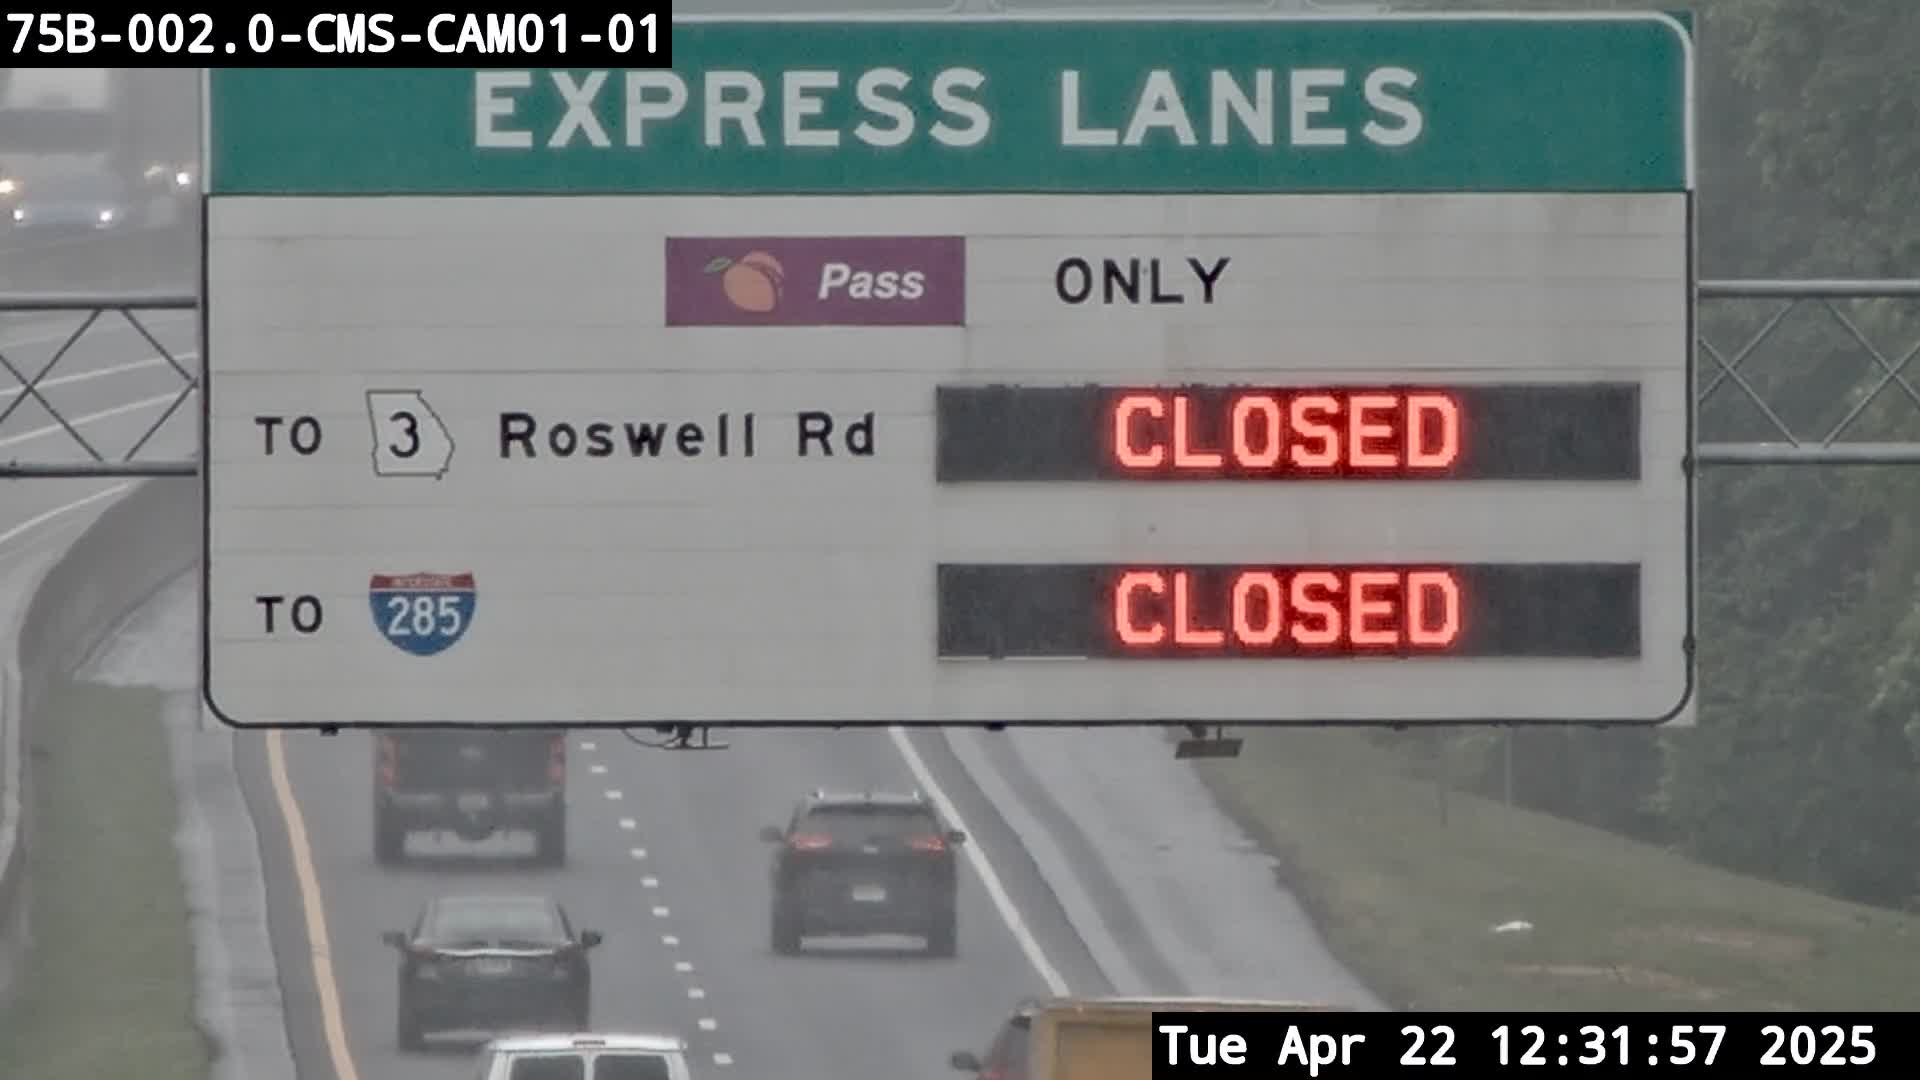 75B-002.0-CMS-CAM01-01
EXPRESS LANES
Pass ONLY
TO 3 Roswell Rd CLOSED
INTERSTATE
TO 285 CLOSED
Tue Apr 22 12:31:57 2025